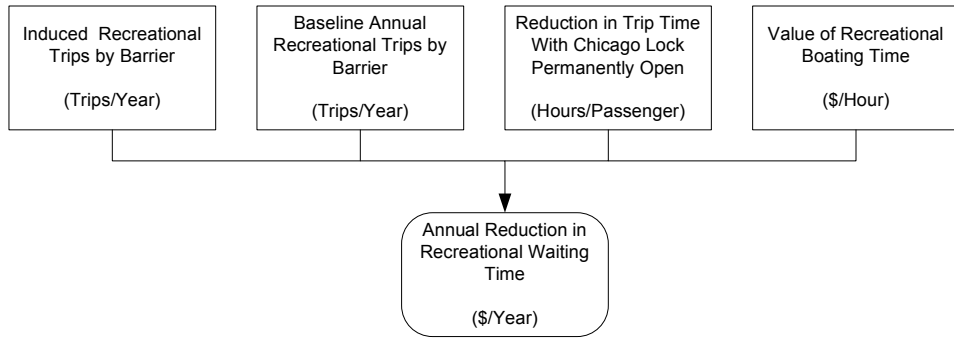 Induced  Recreational
Trips by Barrier
(Trips/Year)
Baseline Annual
Recreational Trips by
Barrier
(Trips/Year)
Reduction in Trip Time
With Chicago Lock
Permanently Open
(Hours/Passenger)
Value of Recreational
Boating Time
($/Hour)
Annual Reduction in
Recreational Waiting
Time
($/Year)